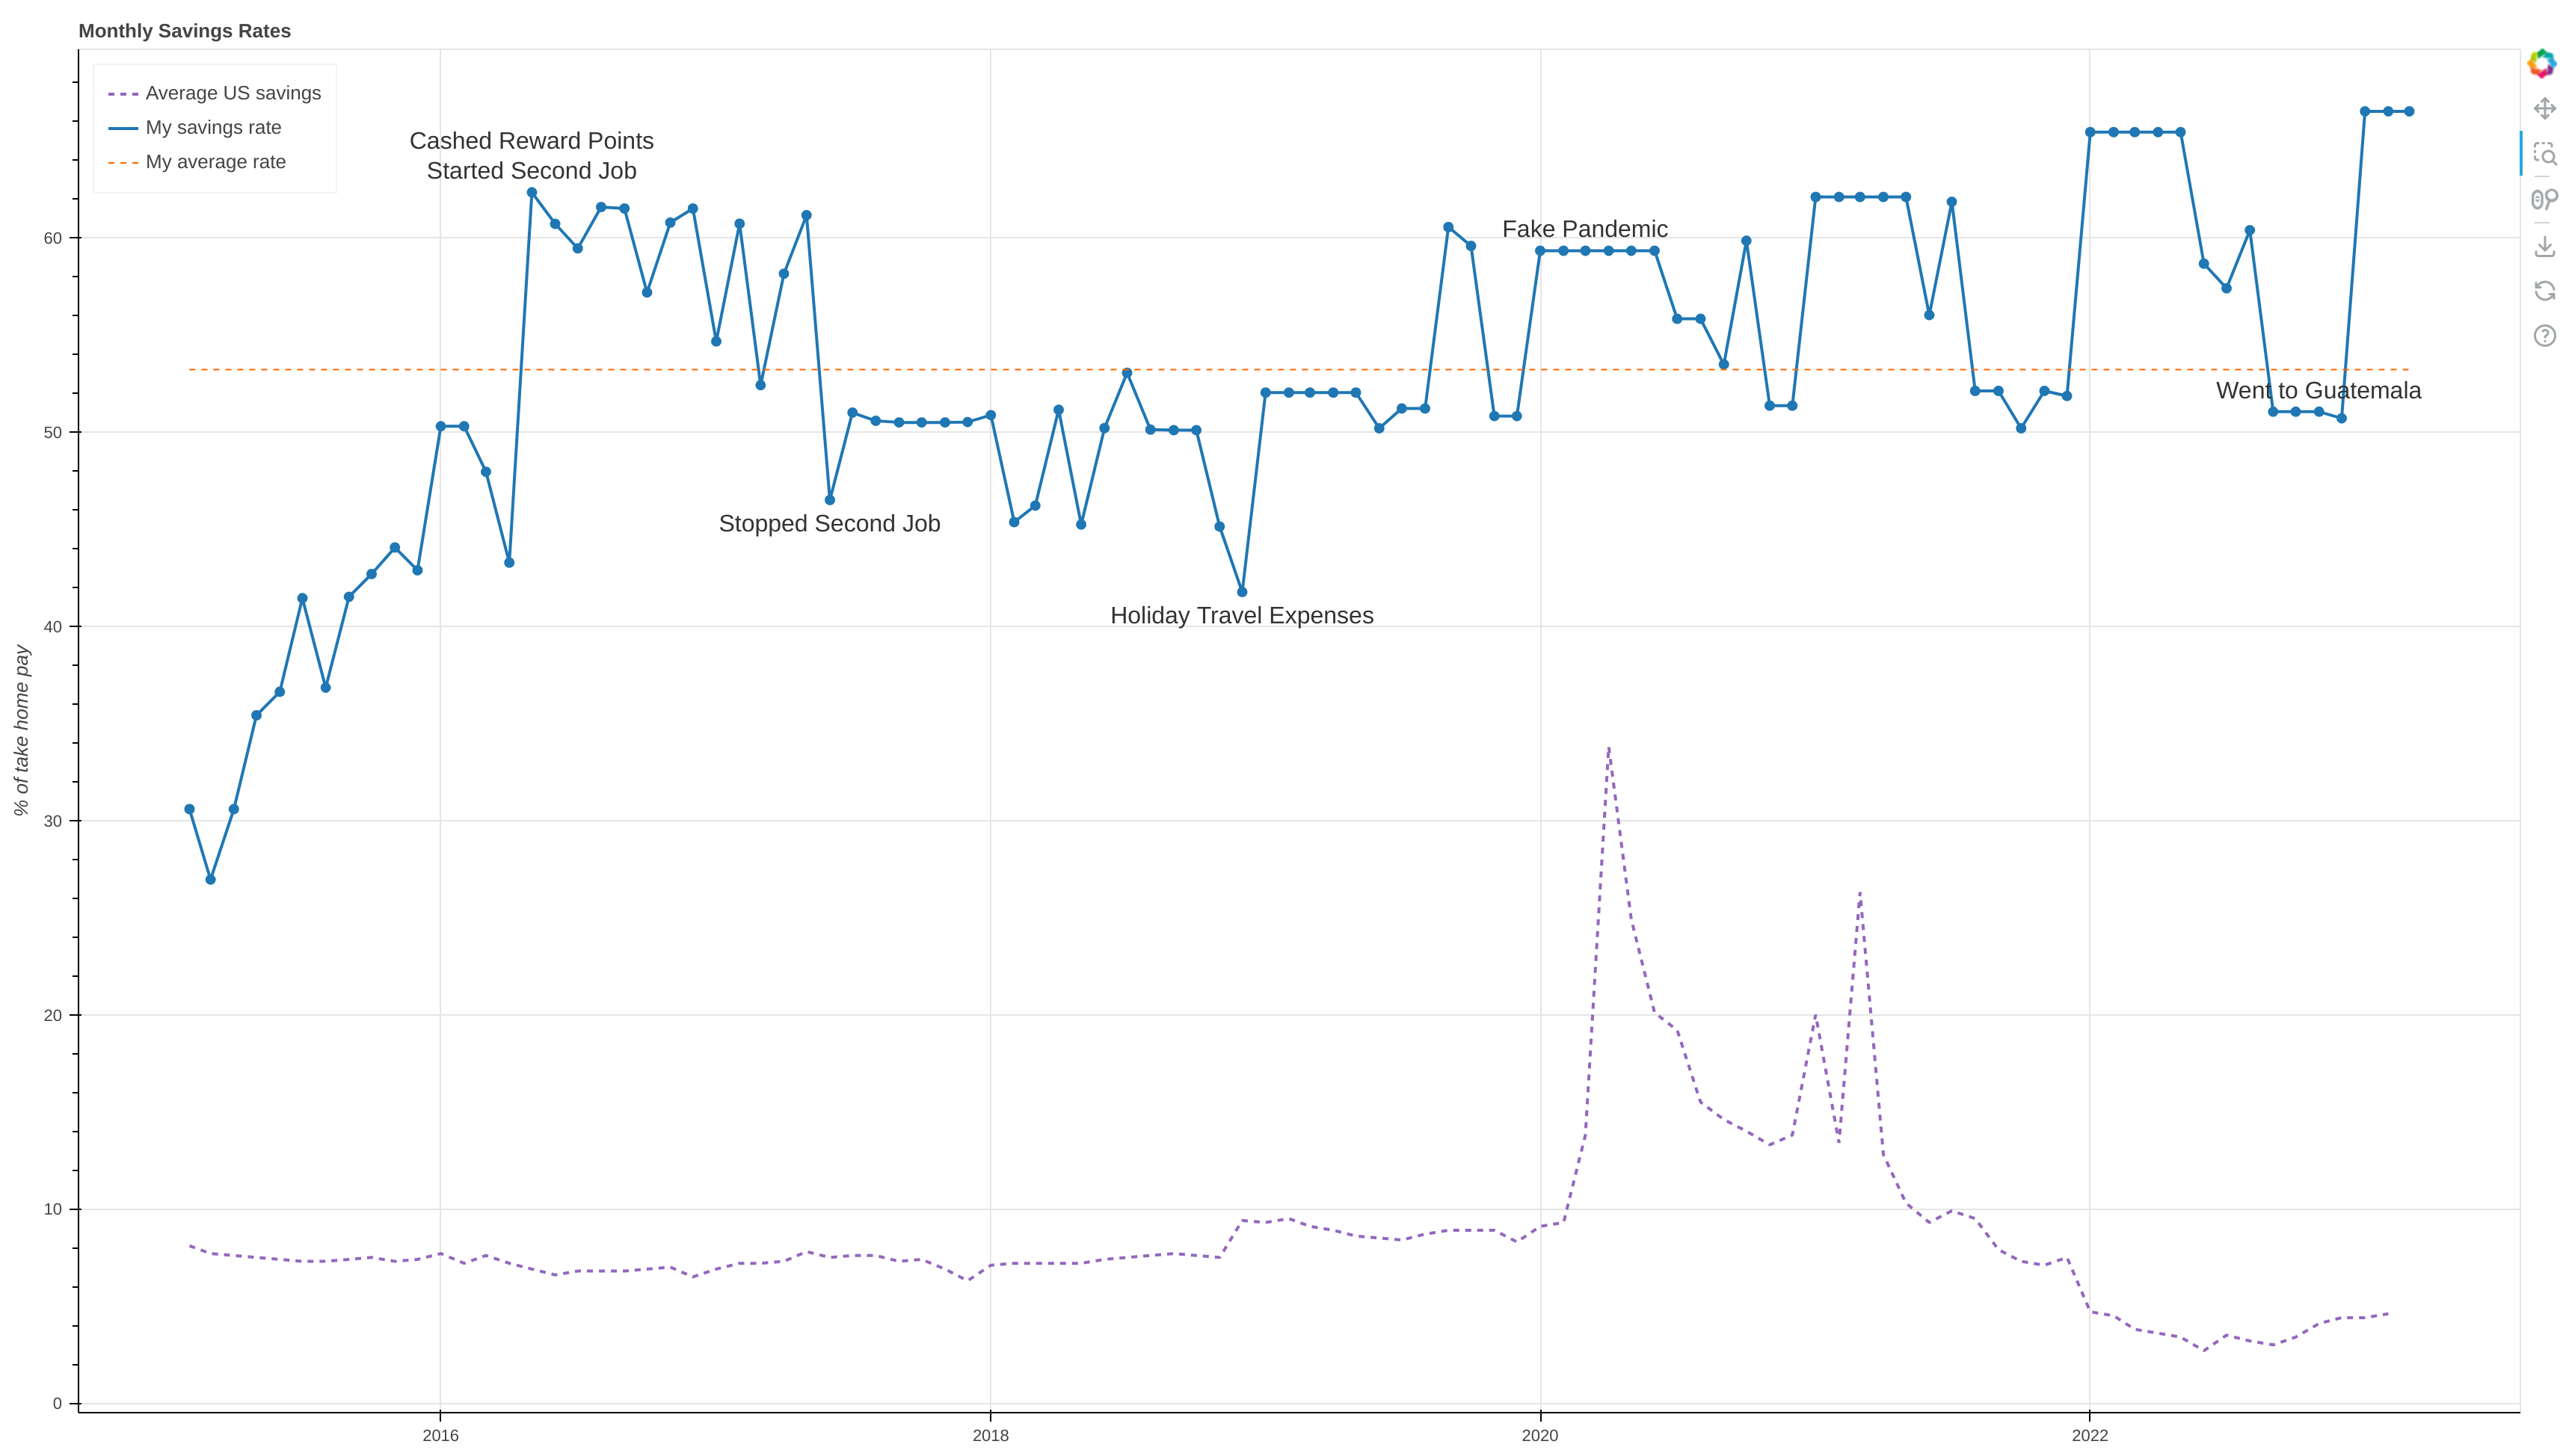 Monthly Savings Rates
Average US savings
My savings rate
My average rate
Cashed Reward Points
Started Second Job
Fake Pandemic
Went to Guatemala
Stopped Second Job
Holiday Travel Expenses
% of take home pay
60
50
40
30
20
10
0
2016
2018
2020
2022